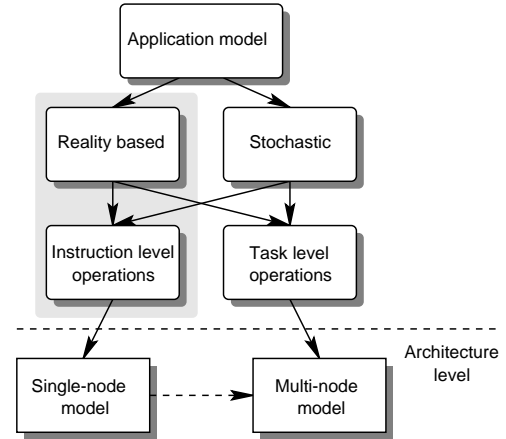 Application model
Reality based
Stochastic
Instruction level
operations
Task level
operations
Architecture
level
Single-node
model
Multi-node
model